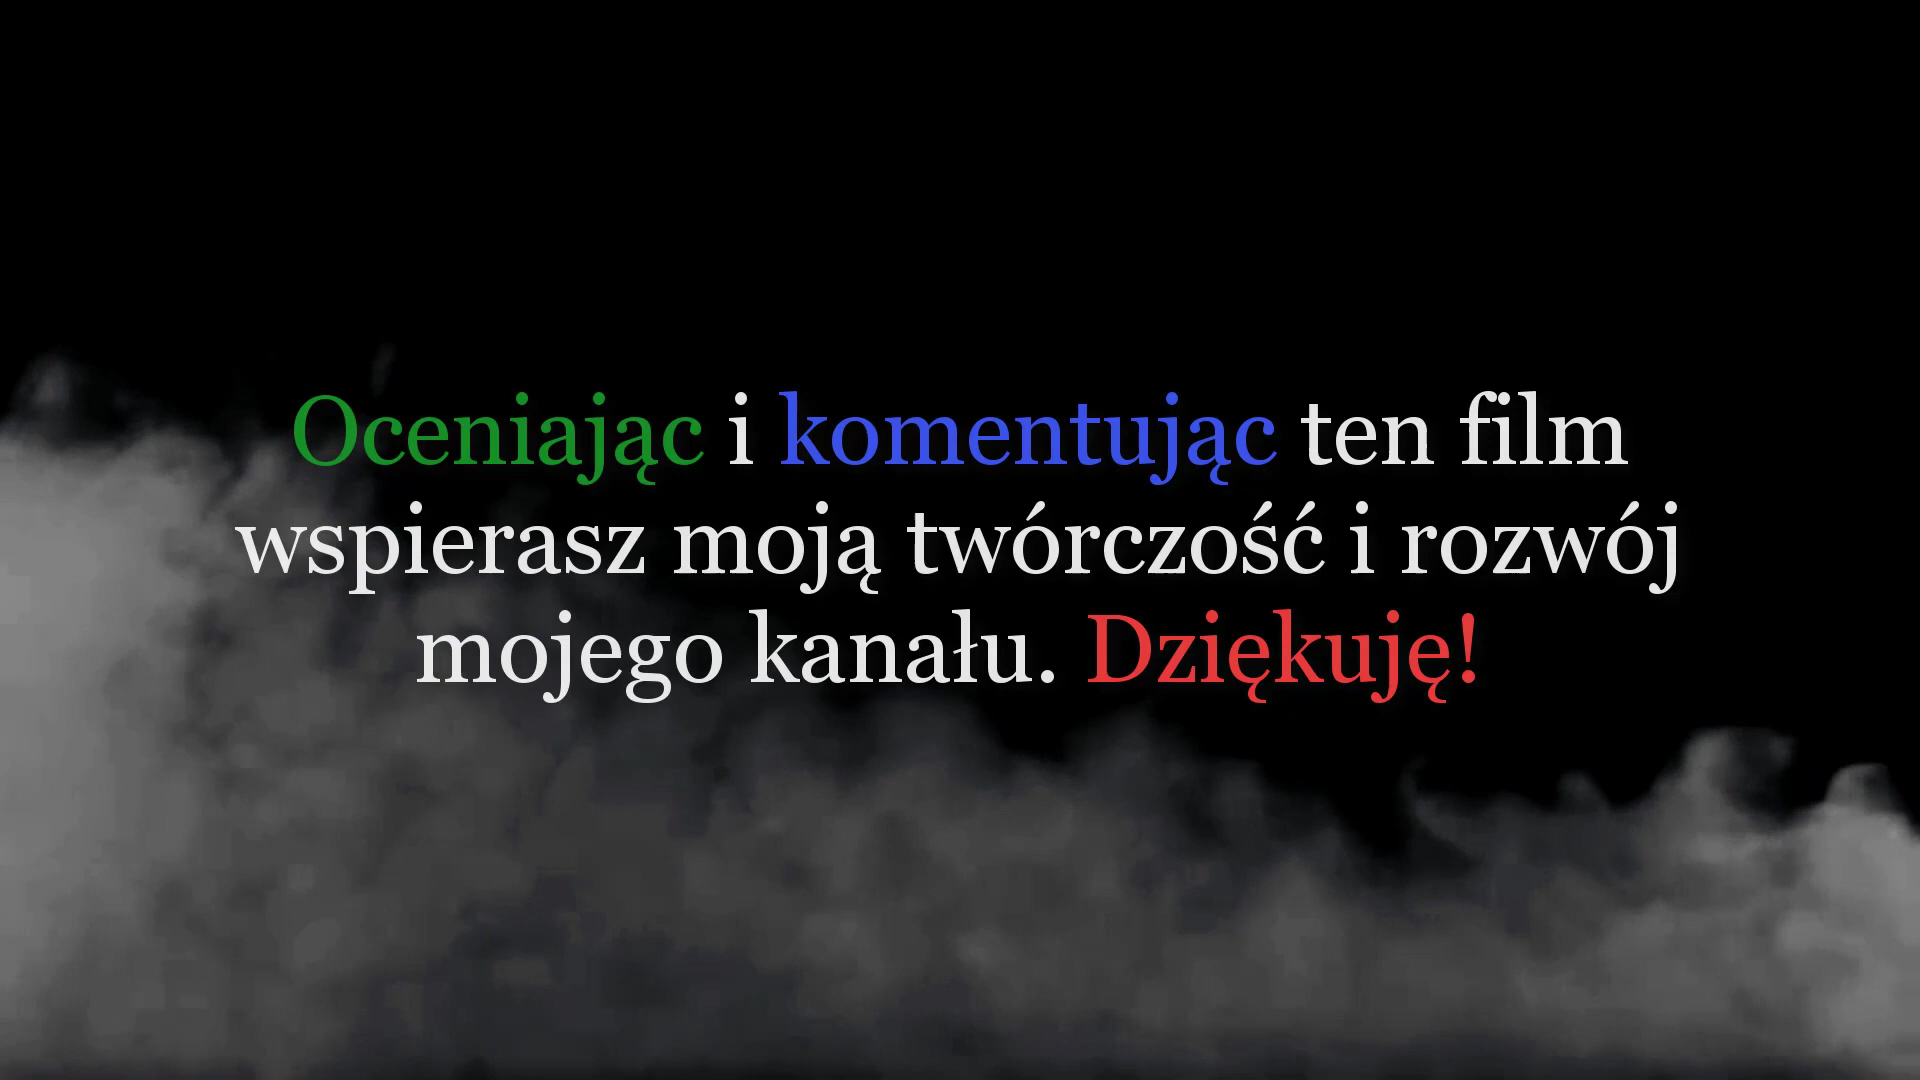 Oceniając i komentując ten film
wspierasz moją twórczość i rozwój
mojego kanału. Dziękuję!